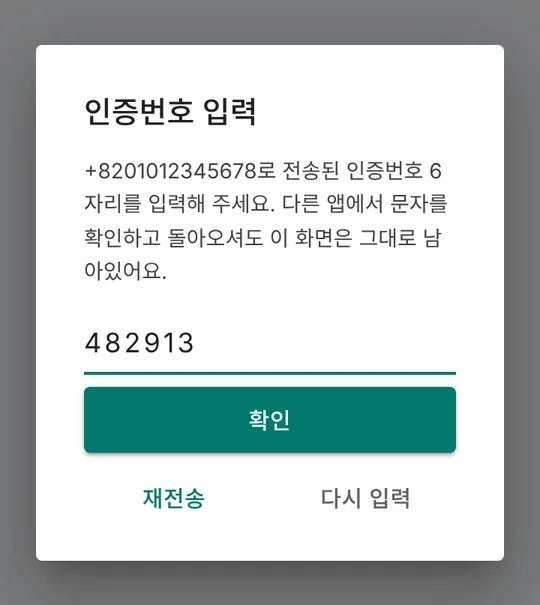 인증번호 입력
+8201012345678로 전송된 인증번호 6
자리를 입력해 주세요. 다른 앱에서 문자를
확인하고 돌아오셔도 이 화면은 그대로 남
아있어요.
482913
확인
재전송 다시 입력